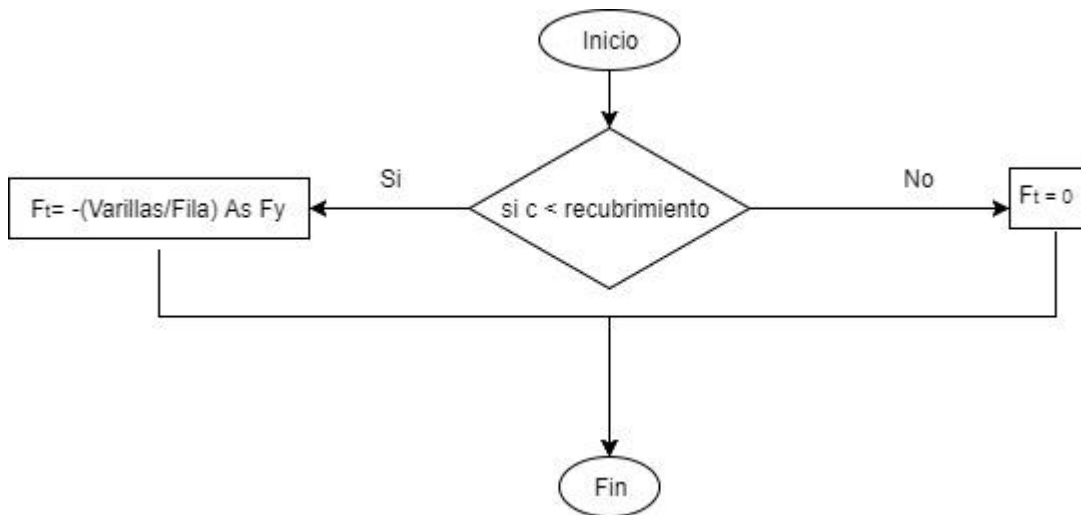 Inicio
Si
No
si c < recubrimiento
Ft= -(Varillas/Fila) As Fy
Ft = 0
Fin